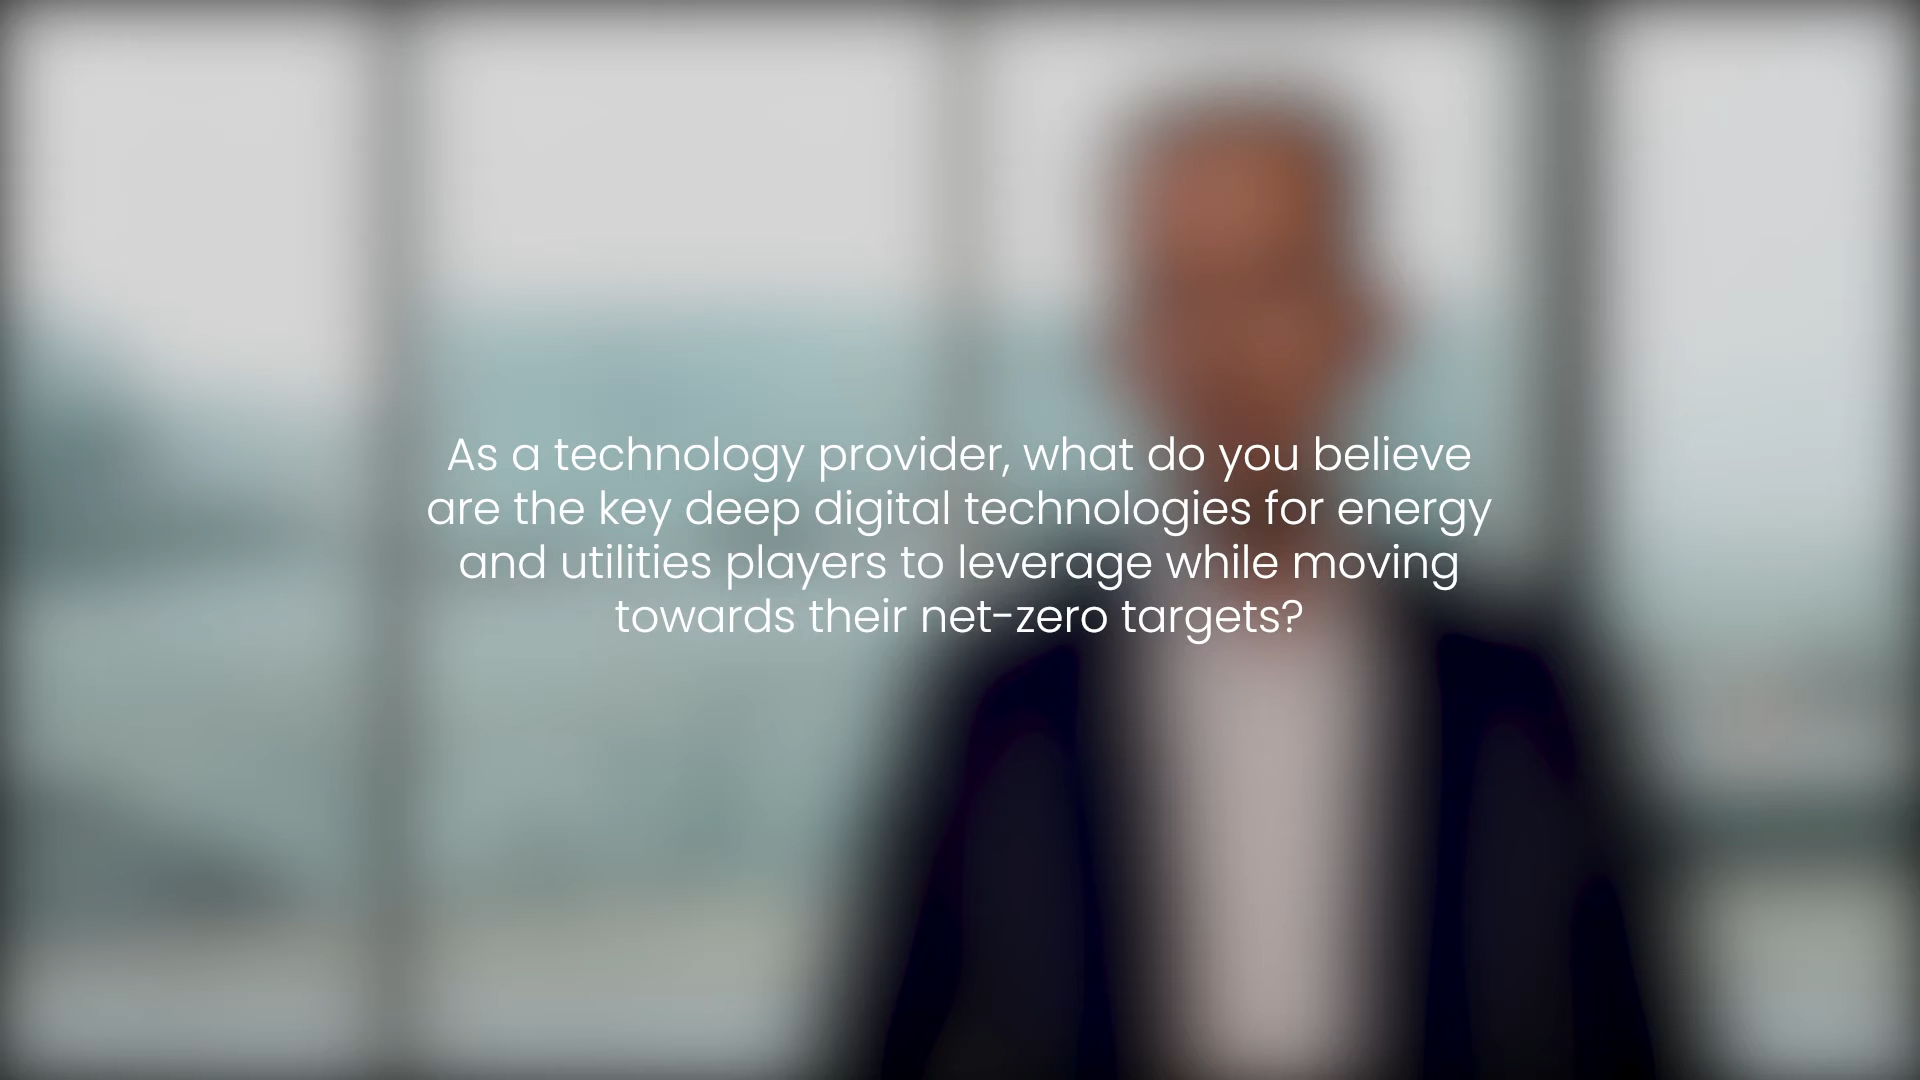 As a technology provider, what do you believe
are the key deep digital technologies for energy
and utilities players to leverage while moving
towards their net-zero targets?